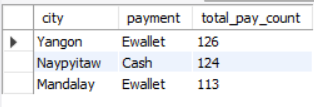 city payment total_pay_count
Yangon Ewallet 126
Naypyitaw Cash 124
Mandalay Ewallet 113